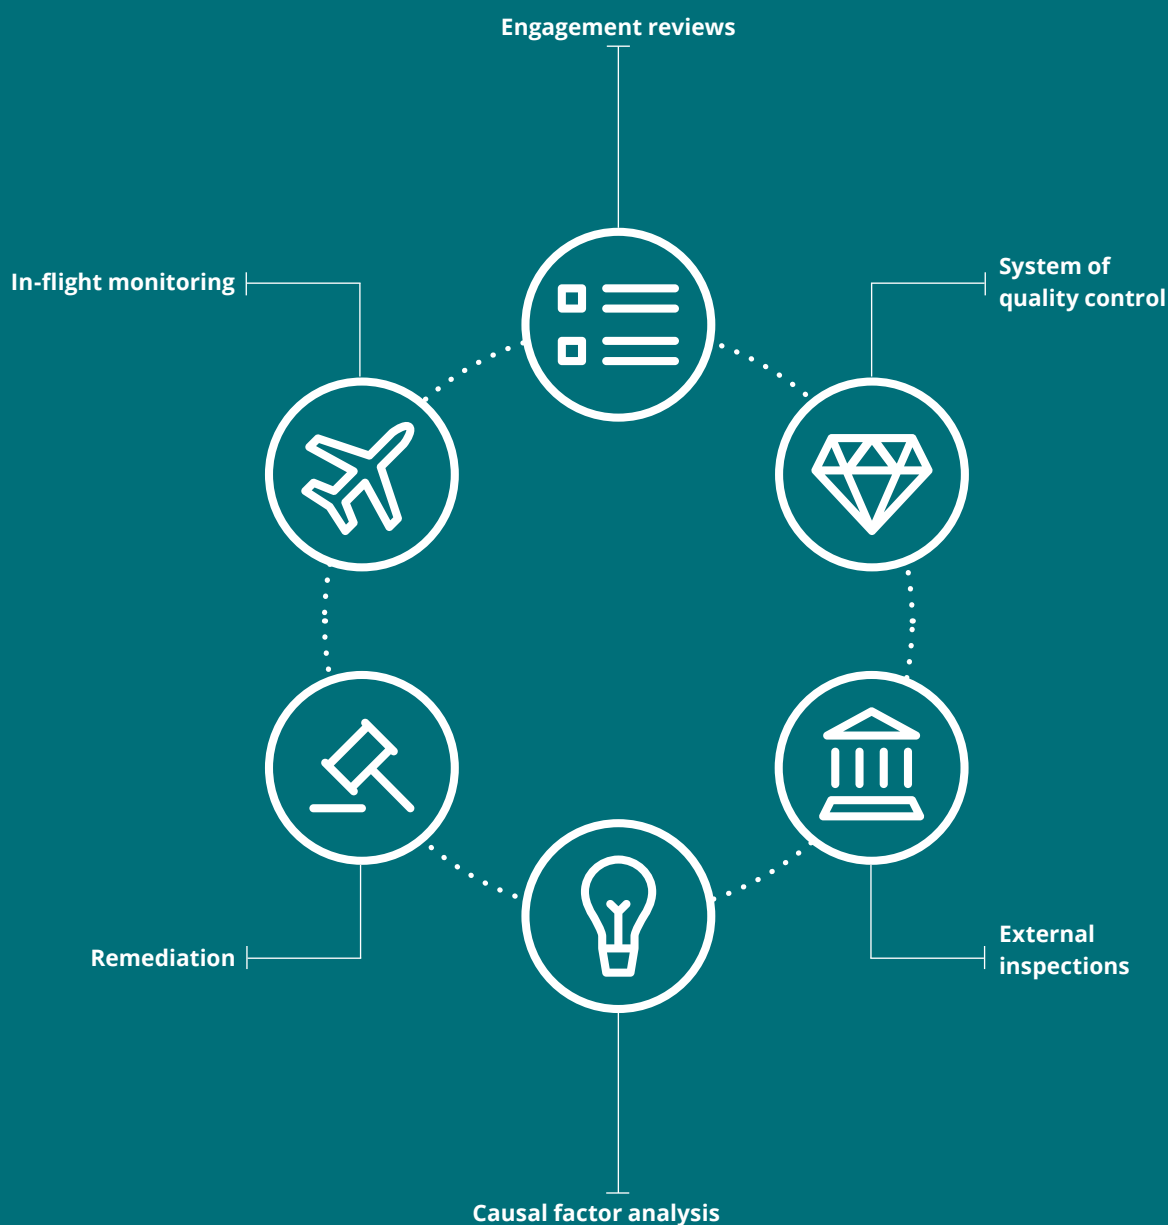 Engagement reviews
In-flight monitoring
System of
quality control
Remediation
External
inspections
Causal factor analysis